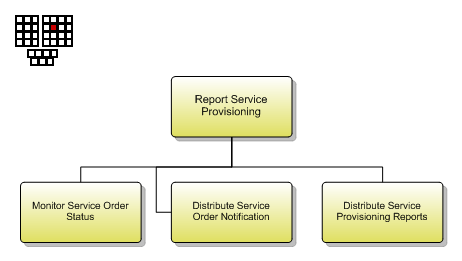 Report Service
Provisioning
Monitor Service Order
Status
Distribute Service
Order Notification
Distribute Service
Provisioning Reports